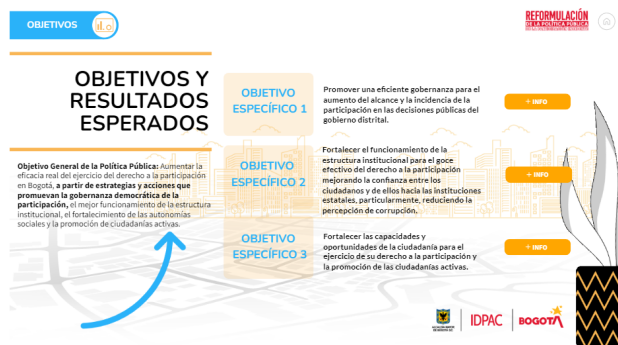 OBJETIVOS
REFORMULACIÓN
DE LA POLÍTICA PÚBLICA
OBJETIVOS Y
RESULTADOS
ESPERADOS
Objetivo General de la Política Pública: Aumentar la
eficacia real del ejercicio del derecho a la participación
en Bogotá, a partir de estrategias y acciones que
promuevan la gobernanza democrática de la
participación, el mejor funcionamiento de la estructura
institucional, el fortalecimiento de las autonomías
sociales y la promoción de ciudadanías activas.
OBJETIVO
ESPECÍFICO 1
Promover una eficiente gobernanza para el
aumento del alcance y la incidencia de la
participación en las decisiones públicas del
gobierno distrital.
+ INFO
OBJETIVO
ESPECÍFICO 2
Fortalecer el funcionamiento de la
estructura institucional para el goce
efectivo del derecho a la participación
mejorando la confianza entre los
ciudadanos y de ellos hacia las instituciones
estatales, particularmente, reduciendo la
percepción de corrupción.
+ INFO
OBJETIVO
ESPECÍFICO 3
Fortalecer las capacidades y
oportunidades de la ciudadanía para el
ejercicio de su derecho a la participación y
la promoción de las ciudadanías activas.
+ INFO
ALCALDÍA MAYOR
DE BOGOTÁ D.C.
IDPAC
BOGOTÁ